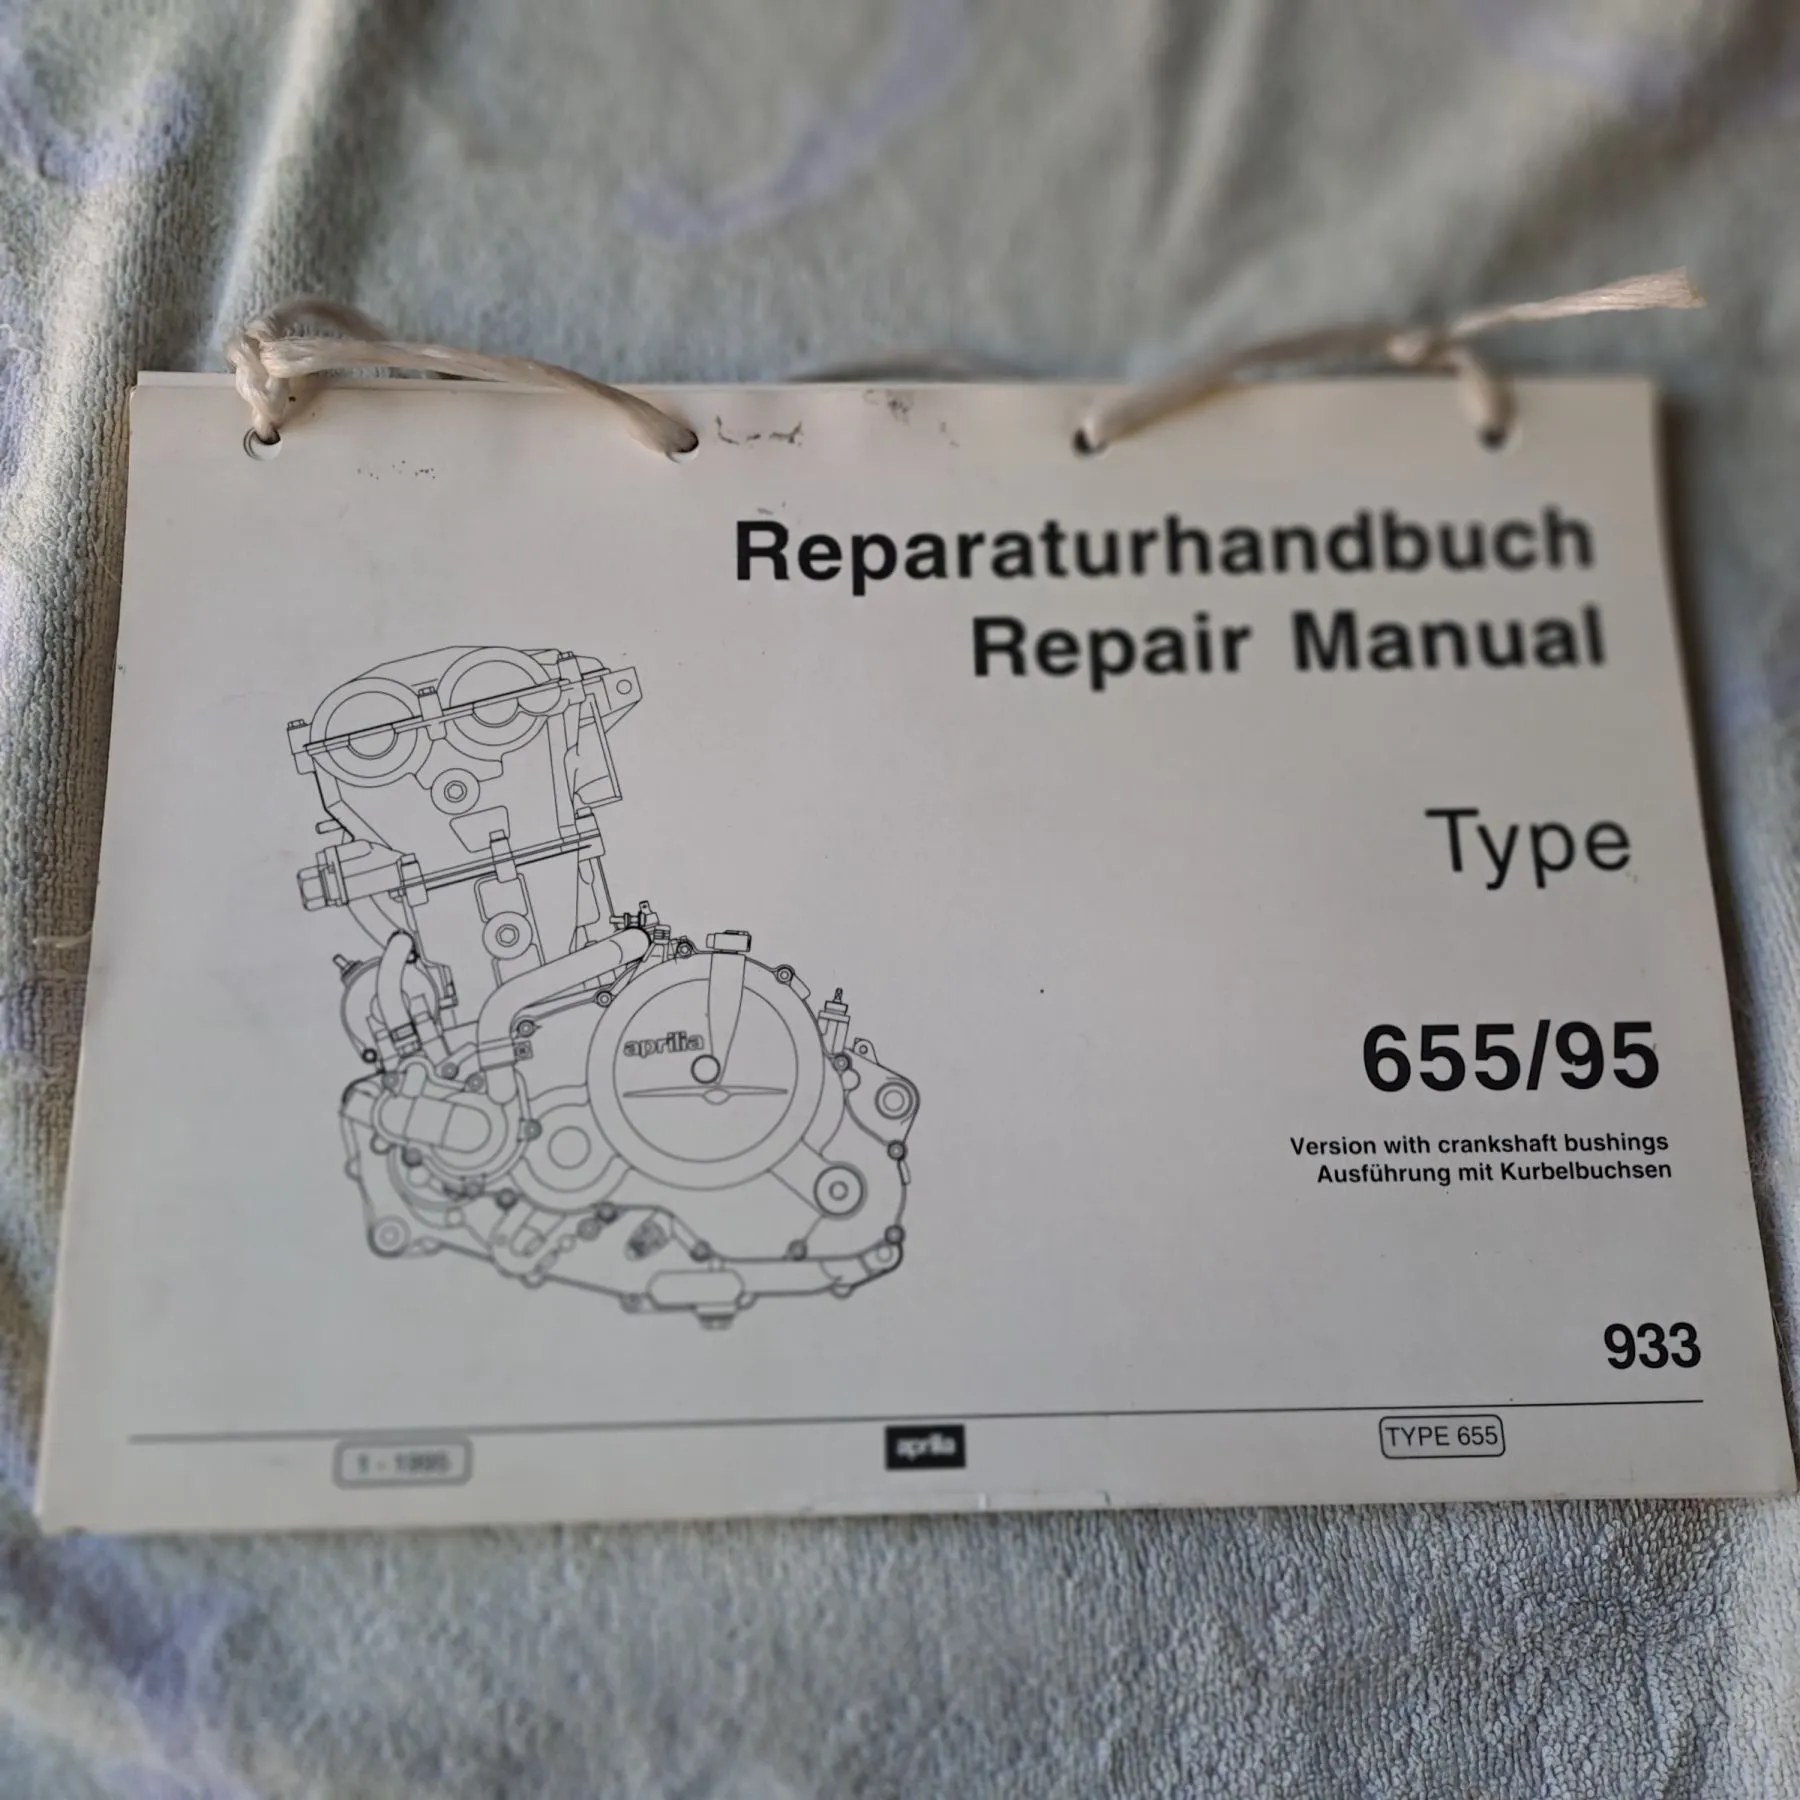 Reparaturhandbuch
Repair Manual
Type
aprilia
655/95
Version with crankshaft bushings
Ausführung mit Kurbelbuchsen
933
1 - 1995
aprilia
TYPE 655